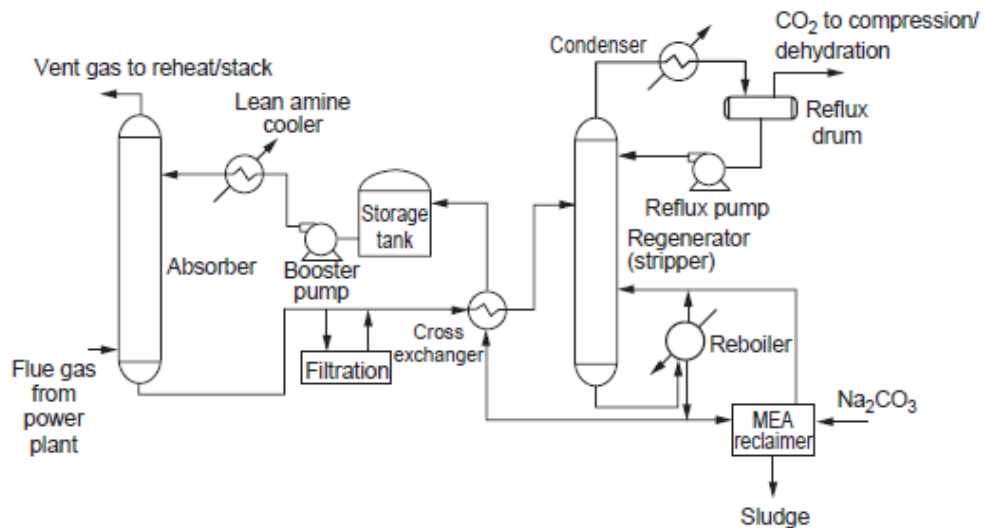 Vent gas to reheat/stack
Lean amine
cooler
Absorber
Flue gas
from
power
plant
Booster
pump
Storage
tank
Filtration
Cross
exchanger
Condenser
CO₂ to compression/
dehydration
Reflux
drum
Reflux pump
Regenerator
(stripper)
Reboiler
MEA
reclaimer
Na₂CO₃
Sludge